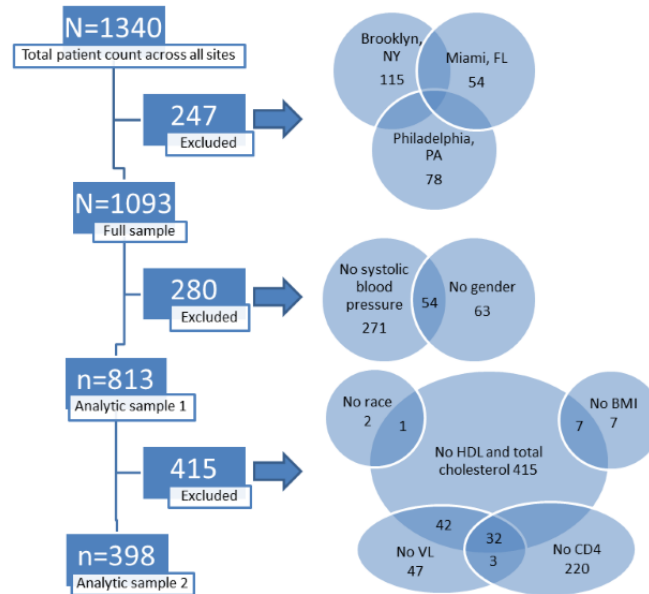 N=1340
Total patient count across all sites
247
Excluded
Brooklyn,
NY
115
Miami, FL
54
Philadelphia,
PA
78
N=1093
Full sample
280
Excluded
No systolic
blood
pressure
271
54
No gender
63
n=813
Analytic sample 1
415
Excluded
No race
2
1
No HDL and total
cholesterol 415
7
No BMI
7
42
32
3
No VL
47
No CD4
220
n=398
Analytic sample 2